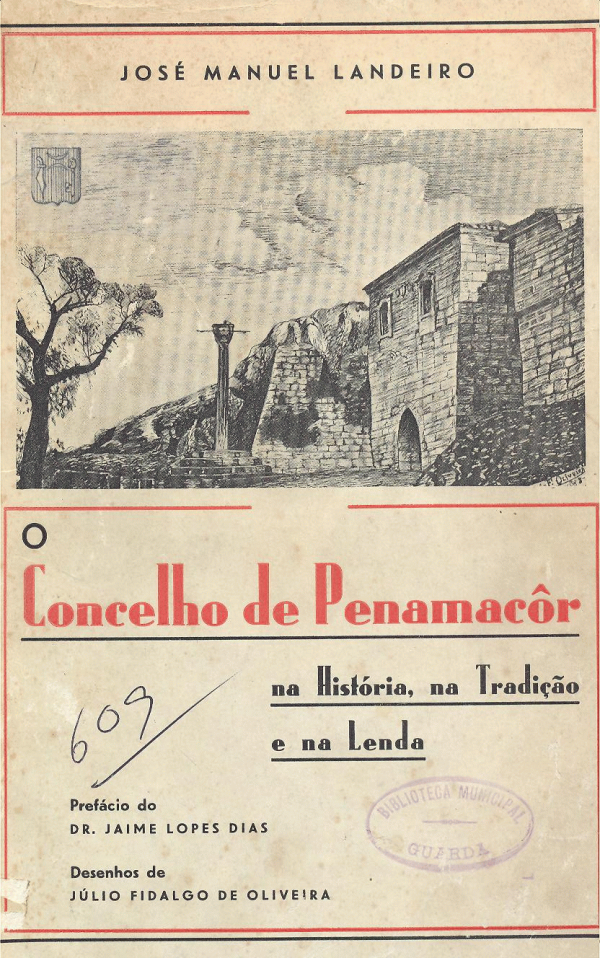 JOSÉ MANUEL LANDEIRO
O
Concelho de Penamacôr
na História, na Tradição
e na Lenda
609
Prefácio do
DR. JAIME LOPES DIAS
Desenhos de
JÚLIO FIDALGO DE OLIVEIRA
BIBLIOTECA MUNICIPAL
GUARDA